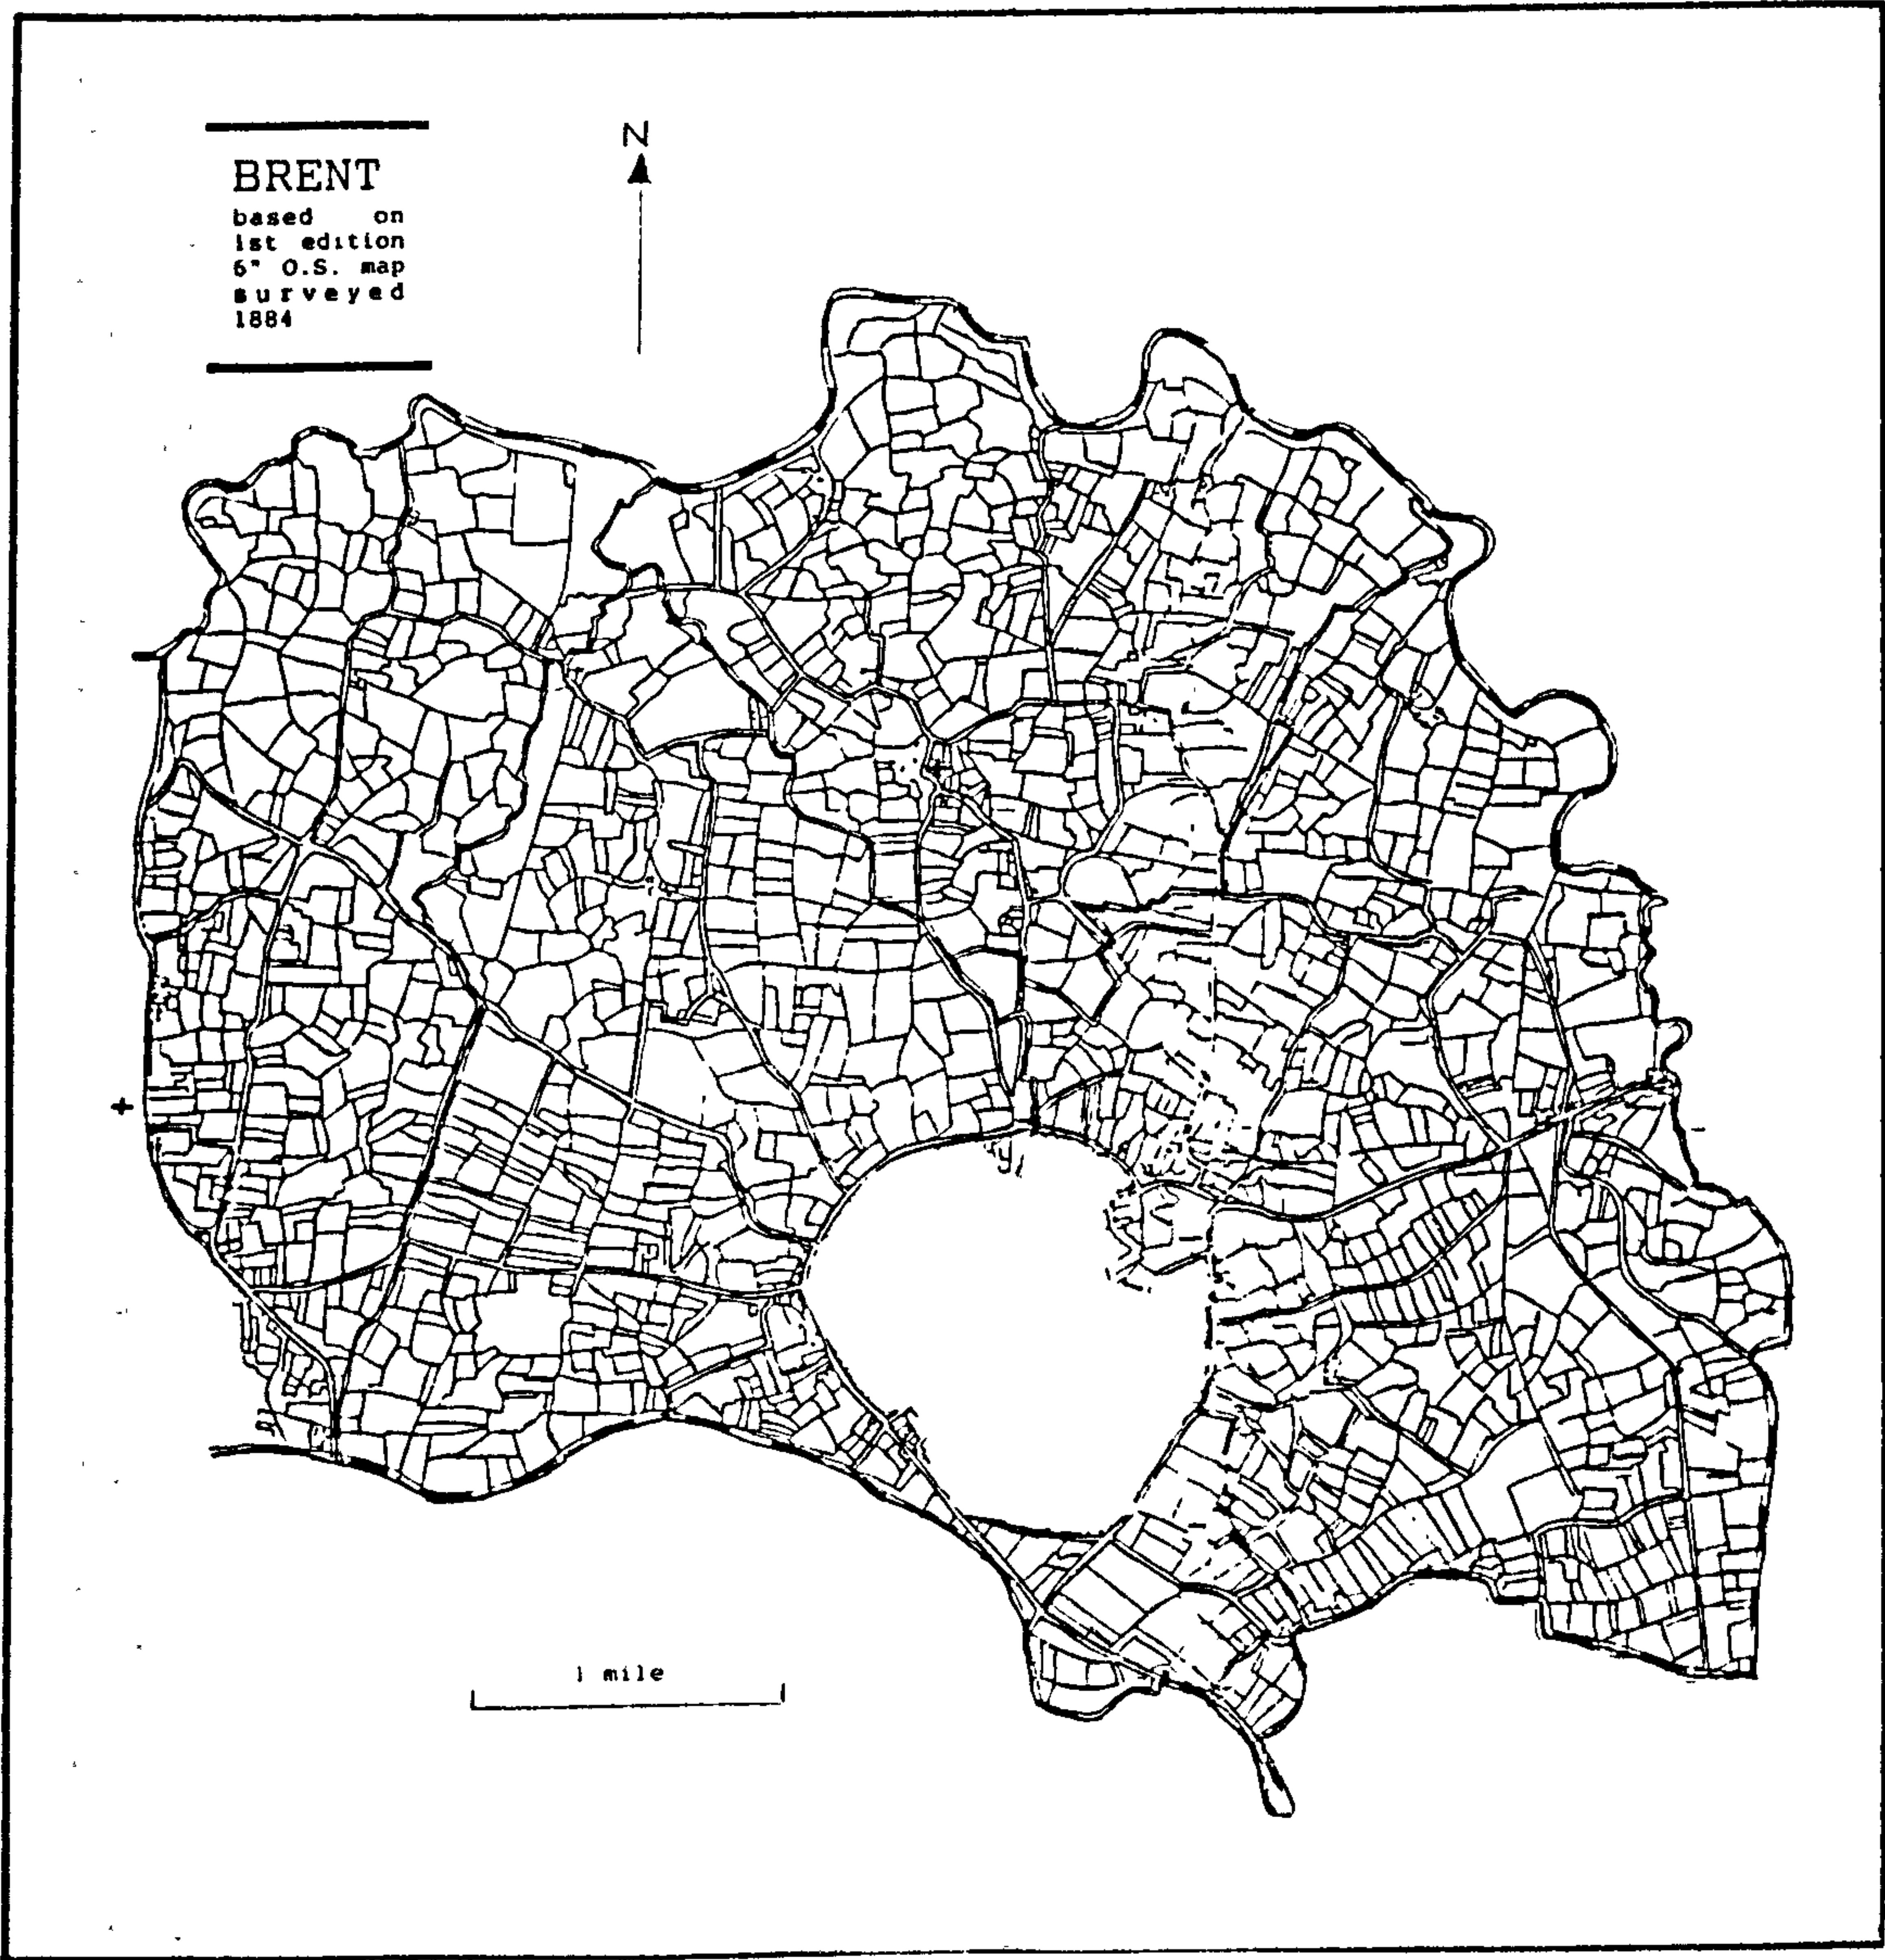 BRENT
based on
1st edition
6" O.S. map
surveyed
1884
N
1 mile